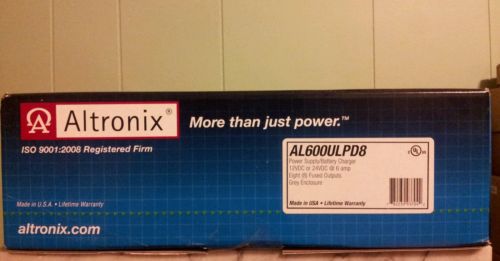 Altronix®
More than just power.™
ISO 9001:2008 Registered Firm
AL600ULPD8
Power Supply/Battery Charger
12VDC or 24VDC @ 6 amp
Eight (8) Fused Outputs
Grey Enclosure
UL
Made in USA • Lifetime Warranty
Made in U.S.A. • Lifetime Warranty
altronix.com